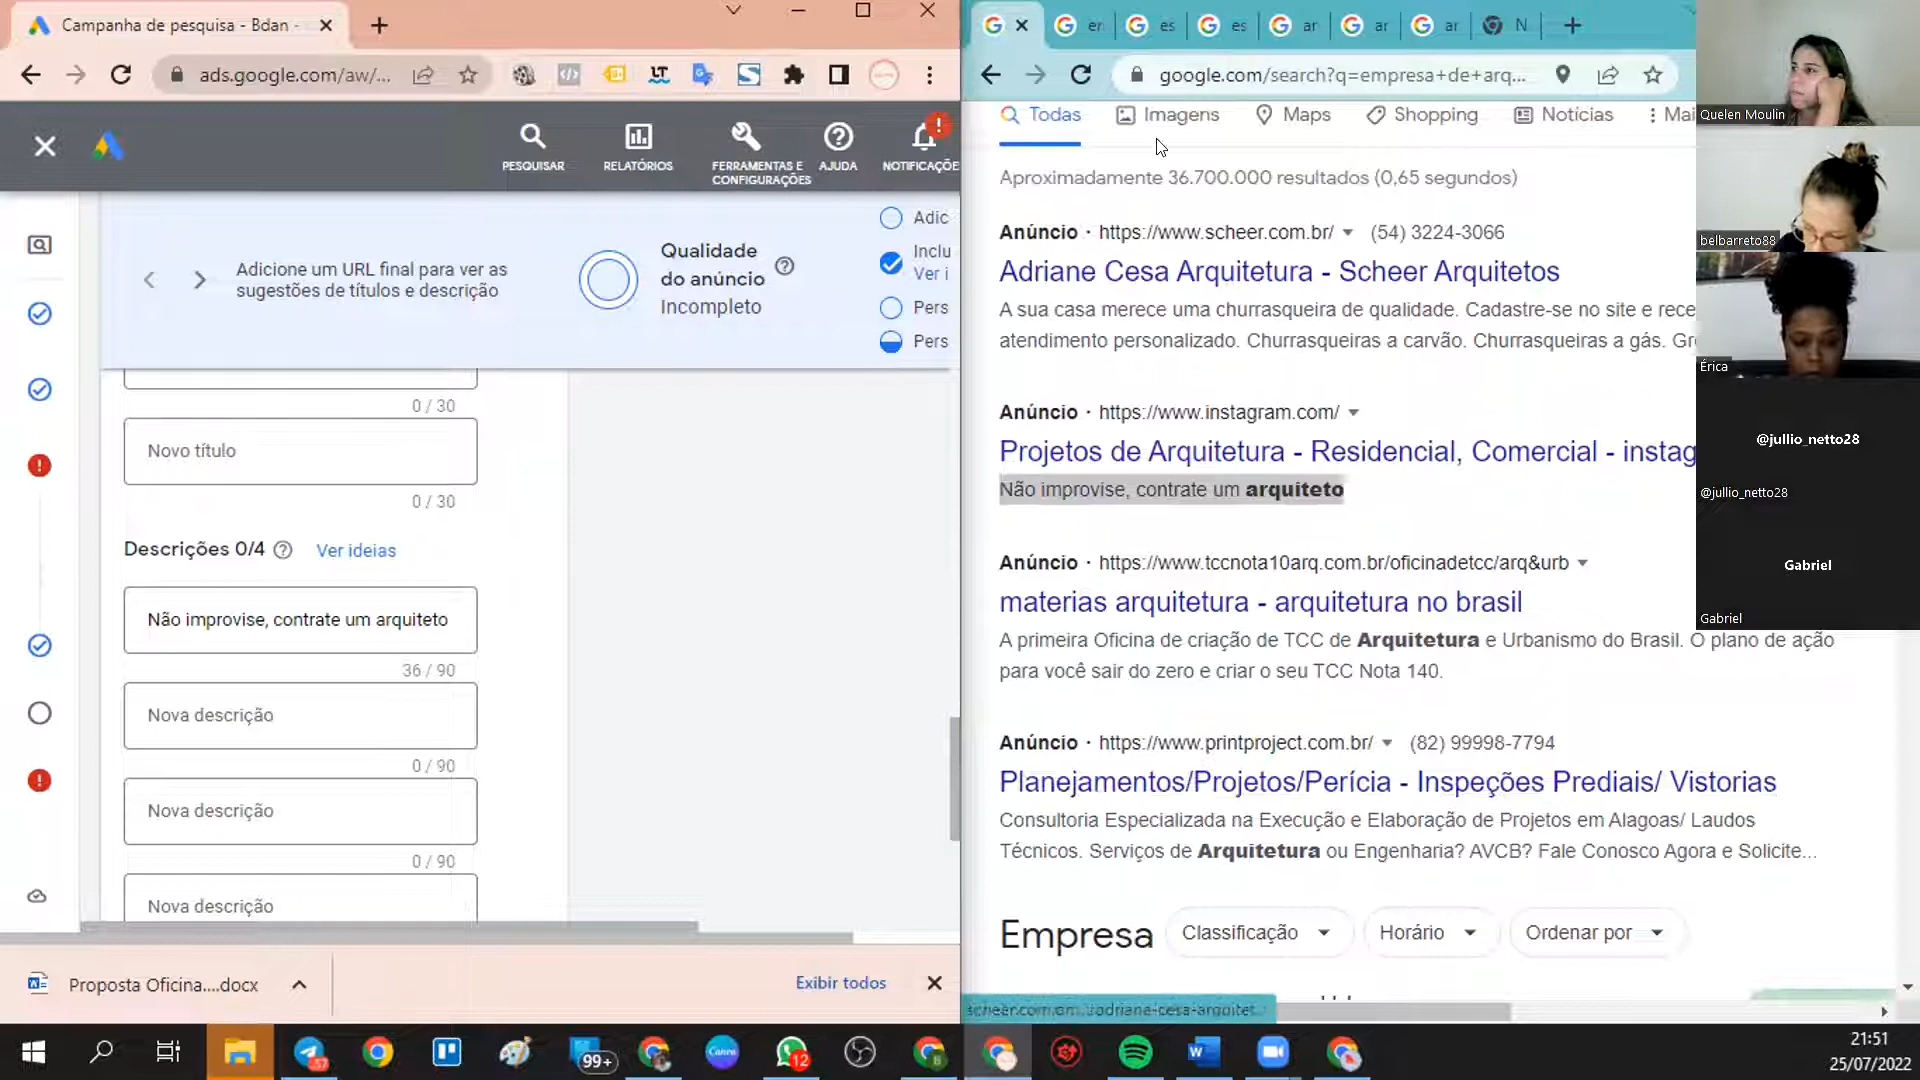 Campanha de pesquisa - Bdan -
ads.google.com/aw/...
PESQUISAR
RELATÓRIOS
FERRAMENTAS E
CONFIGURAÇÕES
AJUDA
NOTIFICAÇÕE
Adicione um URL final para ver as
sugestões de títulos e descrição
Qualidade
do anúncio
Incompleto
Adic
Inclu
Ver i
Pers
Pers
0 / 30
Novo título
0 / 30
Descrições 0/4
Ver ideias
Não improvise, contrate um arquiteto
36 / 90
Nova descrição
0 / 90
Nova descrição
0 / 90
Nova descrição
Proposta Oficina....docx
Exibir todos
er
es
es
ar
ar
ar
N
google.com/search?q=empresa+de+arq...
Todas
Imagens
Maps
Shopping
Notícias
Mai
Aproximadamente 36.700.000 resultados (0,65 segundos)
Anúncio · https://www.scheer.com.br/ (54) 3224-3066
Adriane Cesa Arquitetura - Scheer Arquitetos
A sua casa merece uma churrasqueira de qualidade. Cadastre-se no site e rece
atendimento personalizado. Churrasqueiras a carvão. Churrasqueiras a gás. Gr
Anúncio · https://www.instagram.com/
Projetos de Arquitetura - Residencial, Comercial - instag
Não improvise, contrate um arquiteto
Anúncio · https://www.tccnota10arq.com.br/oficinadetcc/arq&urb
materias arquitetura - arquitetura no brasil
A primeira Oficina de criação de TCC de Arquitetura e Urbanismo do Brasil. O plano de ação
para você sair do zero e criar o seu TCC Nota 140.
Anúncio · https://www.printproject.com.br/ (82) 99998-7794
Planejamentos/Projetos/Perícia - Inspeções Prediais/ Vistorias
Consultoria Especializada na Execução e Elaboração de Projetos em Alagoas/ Laudos
Técnicos. Serviços de Arquitetura ou Engenharia? AVCB? Fale Conosco Agora e Solicite...
Empresa
Classificação
Horário
Ordenar por
Quelen Moulin
belbarreto88
Érica
@jullio_netto28
@jullio_netto28
Gabriel
Gabriel
57
99+
Canva
12
21:51
25/07/2022